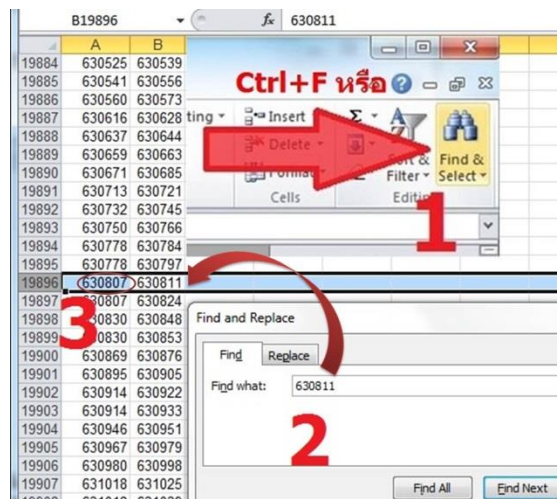 B19896 fx 630811
A B
19884 630525 630539
19885 630541 630556
19886 630560 630573
19887 630616 630628
19888 630637 630644
19889 630659 630663
19890 630671 630685
19891 630713 630721
19892 630732 630745
19893 630750 630766
19894 630778 630784
19895 630778 630797
19896 630807 630811
19897 630807 630824
19898 630830 630848
19899 630830 630853
19900 630869 630876
19901 630895 630905
19902 630914 630922
19903 630914 630933
19904 630946 630951
19905 630967 630979
19906 630980 630998
19907 631018 631025
Ctrl+F หรือ
ting Insert Σ
Delete
Format Sort & Find &
Filter Select
Cells Editing
1
3
Find and Replace
Find Replace
Find what: 630811
2
Find All Find Next